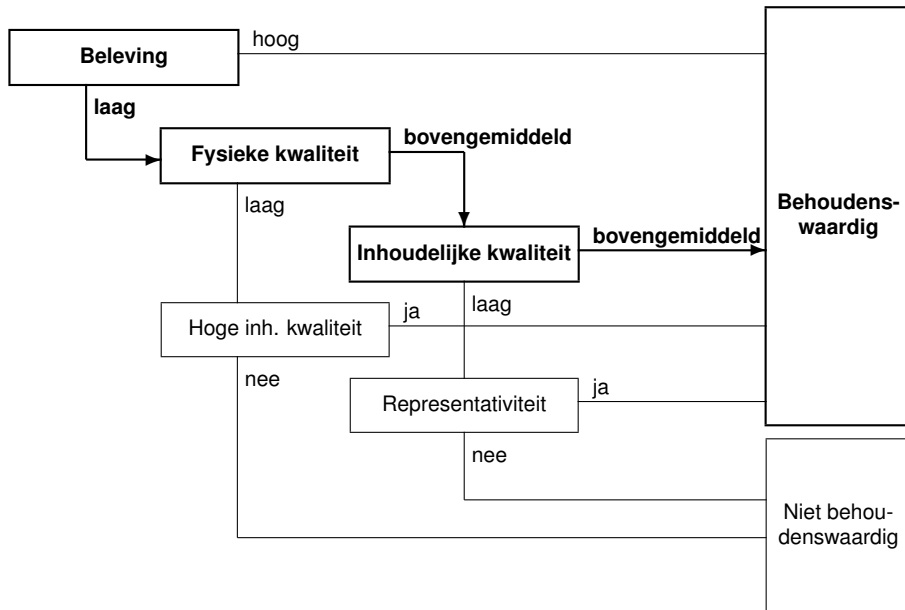 hoog
Beleving
laag
bovengemiddeld
Fysieke kwaliteit
laag
Behoudens-
waardig
bovengemiddeld
Inhoudelijke kwaliteit
laag
ja
Hoge inh. kwaliteit
nee
ja
Representativiteit
nee
Niet behou-
denswaardig